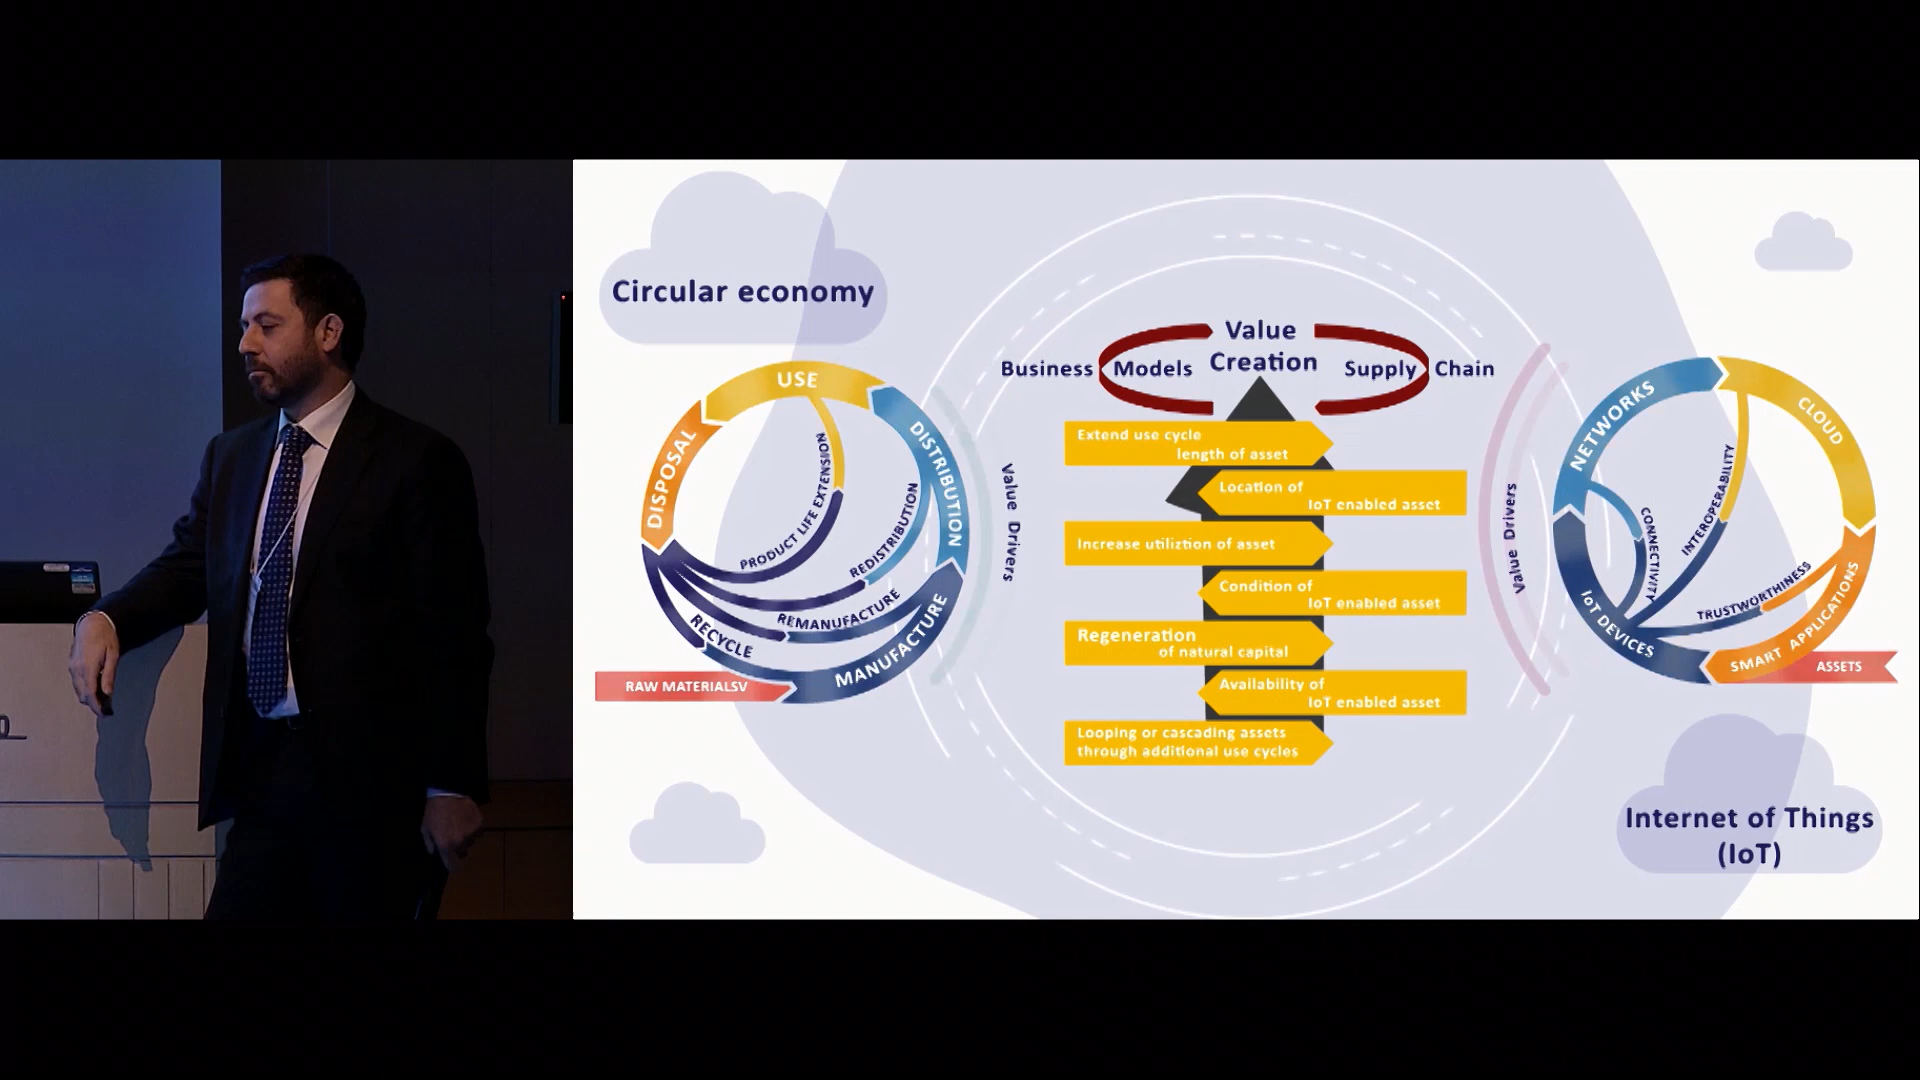 Circular economy
USE
DISTRIBUTION
MANUFACTURE
DISPOSAL
PRODUCT LIFE EXTENSION
REDISTRIBUTION
REMANUFACTURE
RECYCLE
RAW MATERIALSV
Value Drivers
Value
Creation
Business Models
Supply Chain
Extend use cycle
length of asset
Location of
IoT enabled asset
Increase utiliztion of asset
Condition of
IoT enabled asset
Regeneration
of natural capital
Availability of
IoT enabled asset
Looping or cascading assets
through additional use cycles
Value Drivers
NETWORKS
CLOUD
SMART APPLICATIONS
IoT DEVICES
CONNECTIVITY
INTEROPERABILITY
TRUSTWORTHINESS
ASSETS
Internet of Things
(IoT)